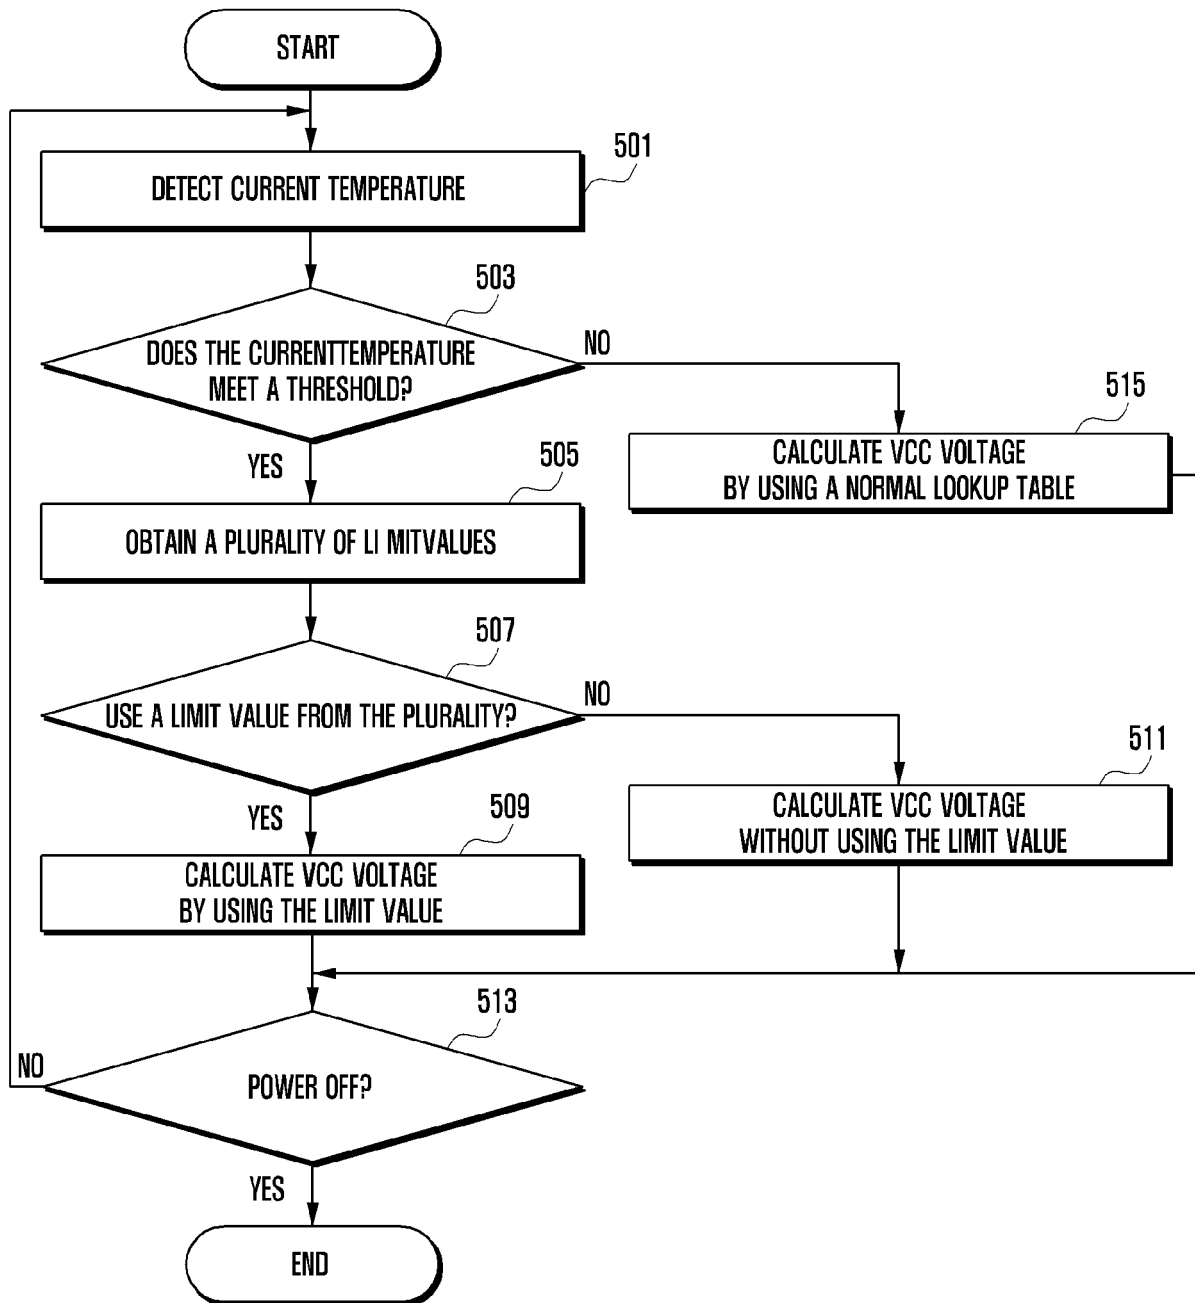 START
501
DETECT CURRENT TEMPERATURE
503
DOES THE CURRENTTEMPERATURE
MEET A THRESHOLD?
NO
YES
515
CALCULATE VCC VOLTAGE
BY USING A NORMAL LOOKUP TABLE
505
OBTAIN A PLURALITY OF LI MITVALUES
507
USE A LIMIT VALUE FROM THE PLURALITY?
NO
YES
511
CALCULATE VCC VOLTAGE
WITHOUT USING THE LIMIT VALUE
509
CALCULATE VCC VOLTAGE
BY USING THE LIMIT VALUE
513
POWER OFF?
NO
YES
END